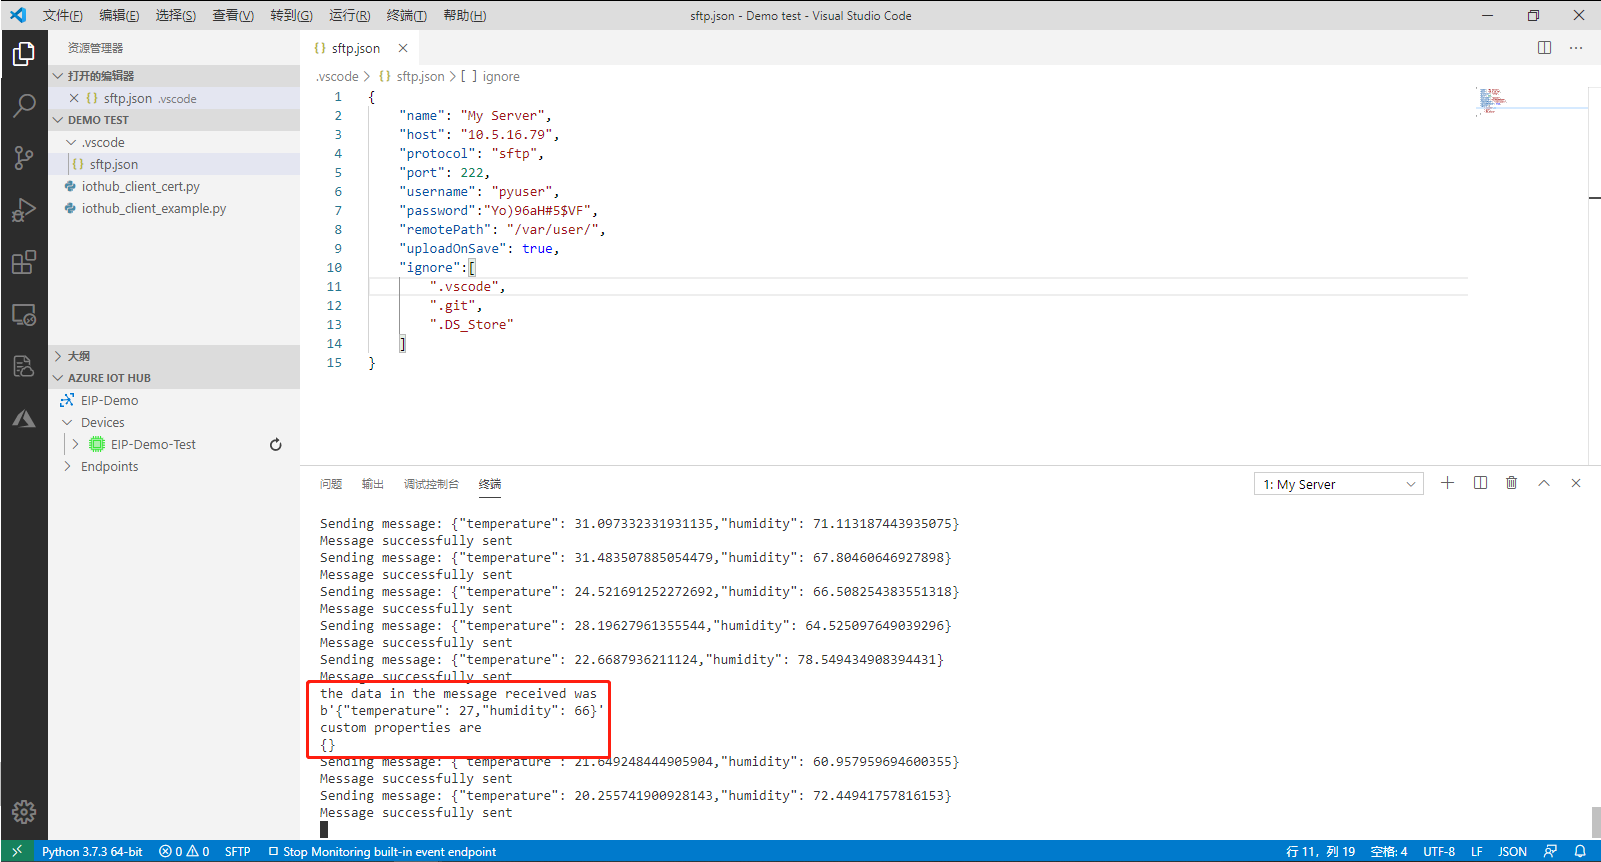 文件(F) 编辑(E) 选择(S) 查看(V) 转到(G) 运行(R) 终端(T) 帮助(H) sftp.json - Demo test - Visual Studio Code
资源管理器
打开的编辑器
sftp.json .vscode
DEMO TEST
.vscode
sftp.json
iothub_client_cert.py
iothub_client_example.py
大纲
AZURE IOT HUB
EIP-Demo
Devices
EIP-Demo-Test
Endpoints
{} sftp.json
.vscode > {} sftp.json > [ ] ignore
1 {
2 "name": "My Server",
3 "host": "10.5.16.79",
4 "protocol": "sftp",
5 "port": 222,
6 "username": "pyuser",
7 "password":"Yo)96aH#5$VF",
8 "remotePath": "/var/user/",
9 "uploadOnSave": true,
10 "ignore":[
11 ".vscode",
12 ".git",
13 ".DS_Store"
14 ]
15 }
问题 输出 调试控制台 终端 1: My Server
Sending message: {"temperature": 31.097332331931135,"humidity": 71.113187443935075}
Message successfully sent
Sending message: {"temperature": 31.483507885054479,"humidity": 67.80460646927898}
Message successfully sent
Sending message: {"temperature": 24.521691252272692,"humidity": 66.508254383551318}
Message successfully sent
Sending message: {"temperature": 28.19627961355544,"humidity": 64.525097649039296}
Message successfully sent
Sending message: {"temperature": 22.6687936211124,"humidity": 78.549434908394431}
Message successfully sent
the data in the message received was
b'{"temperature": 27,"humidity": 66}'
custom properties are
{}
Sending message: {"temperature": 21.649248444905904,"humidity": 60.957959694600355}
Message successfully sent
Sending message: {"temperature": 20.255741900928143,"humidity": 72.44941757816153}
Message successfully sent
Python 3.7.3 64-bit 0 0 SFTP Stop Monitoring built-in event endpoint 行 11，列 19 空格: 4 UTF-8 LF JSON